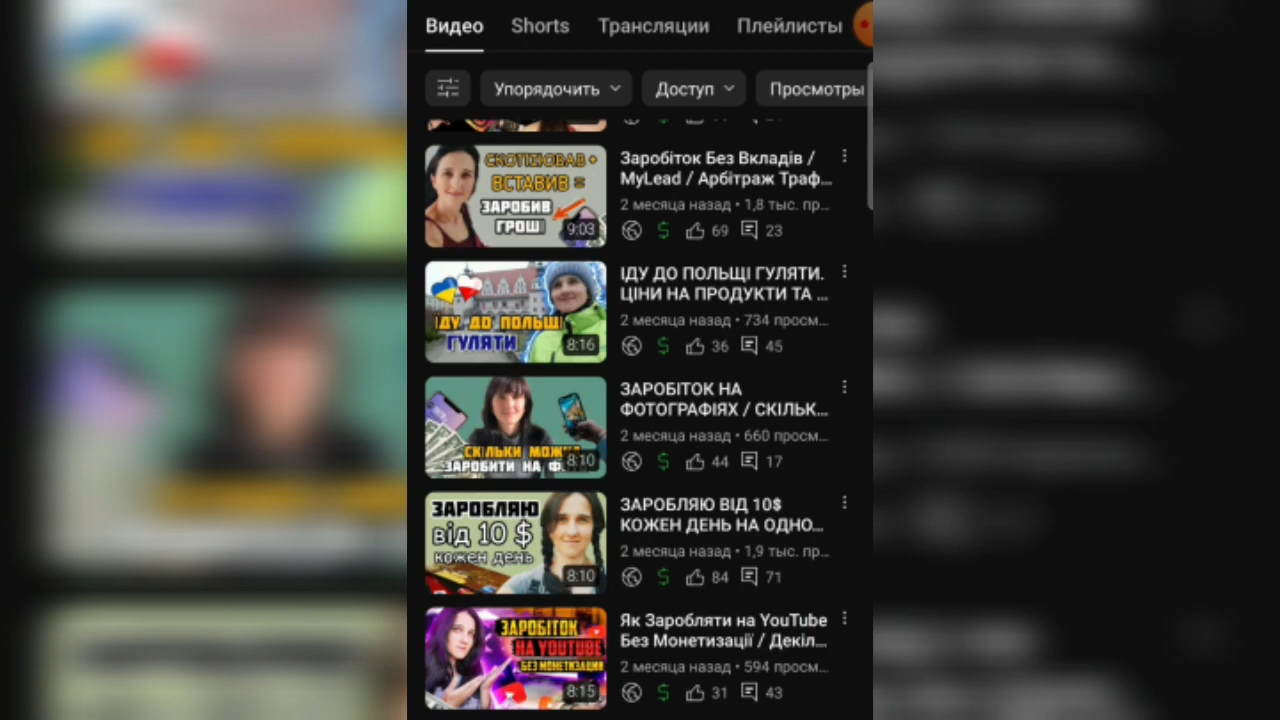 Видео Shorts Трансляции Плейлисты
Упорядочить Доступ Просмотры
СКОПІЮВАВ +
ВСТАВИВ =
ЗАРОБИВ
ГРОШІ
9:03
Заробіток Без Вкладів /
MyLead / Арбітраж Траф...
2 месяца назад • 1,8 тыс. пр...
69 23
ЇДУ ДО ПОЛЬЩІ
ГУЛЯТИ
8:16
ІДУ ДО ПОЛЬЩІ ГУЛЯТИ.
ЦІНИ НА ПРОДУКТИ ТА ...
2 месяца назад • 734 просм...
36 45
СКІЛЬКИ МОЖНА
ЗАРОБИТИ НА
8:10
ЗАРОБІТОК НА
ФОТОГРАФІЯХ / СКІЛЬК...
2 месяца назад • 660 просм...
44 17
ЗАРОБЛЯЮ
від 10 $
кожен день
8:10
ЗАРОБЛЯЮ ВІД 10$
КОЖЕН ДЕНЬ НА ОДНО...
2 месяца назад • 1,9 тыс. пр...
84 71
ЗАРОБІТОК
НА YOUTUBE
БЕЗ МОНЕТИЗАЦИИ
8:15
Як Заробляти на YouTube
Без Монетизації / Декіл...
2 месяца назад • 594 просм...
31 43